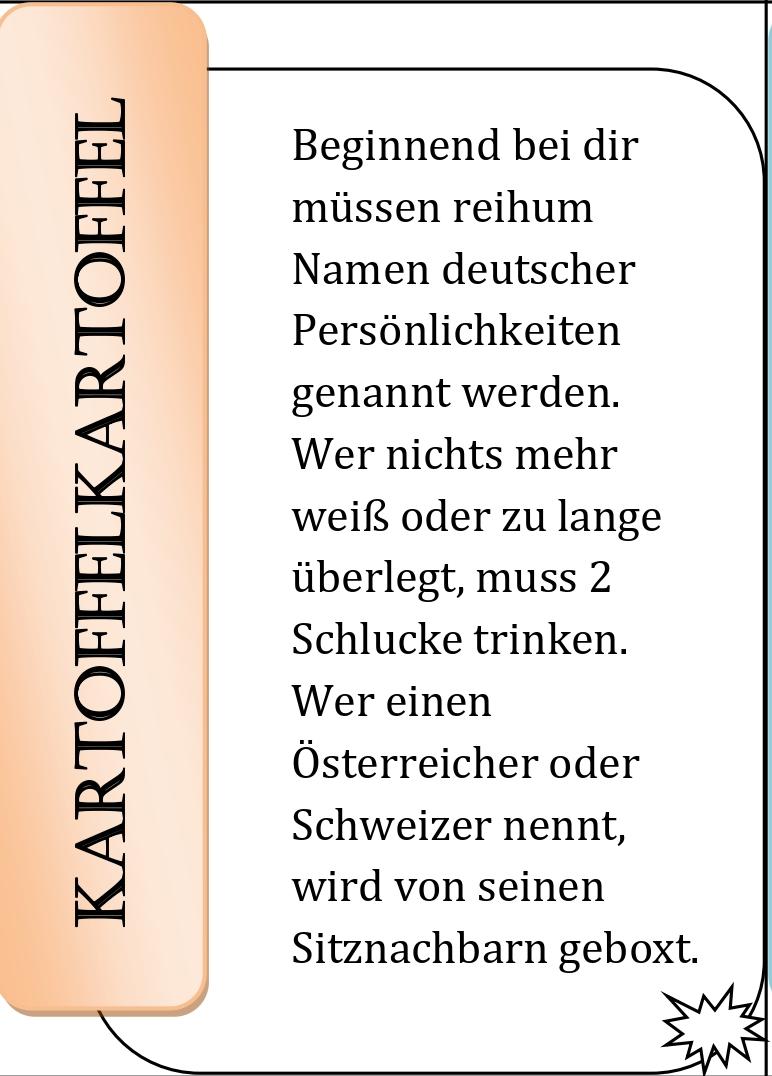 KARTOFFELKARTOFFEL
Beginnend bei dir
müssen reihum
Namen deutscher
Persönlichkeiten
genannt werden.
Wer nichts mehr
weiß oder zu lange
überlegt, muss 2
Schlucke trinken.
Wer einen
Österreicher oder
Schweizer nennt,
wird von seinen
Sitznachbarn geboxt.